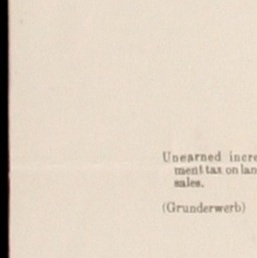 Unearned incre
ment tax on lan
sales.
(Grunderwerb)